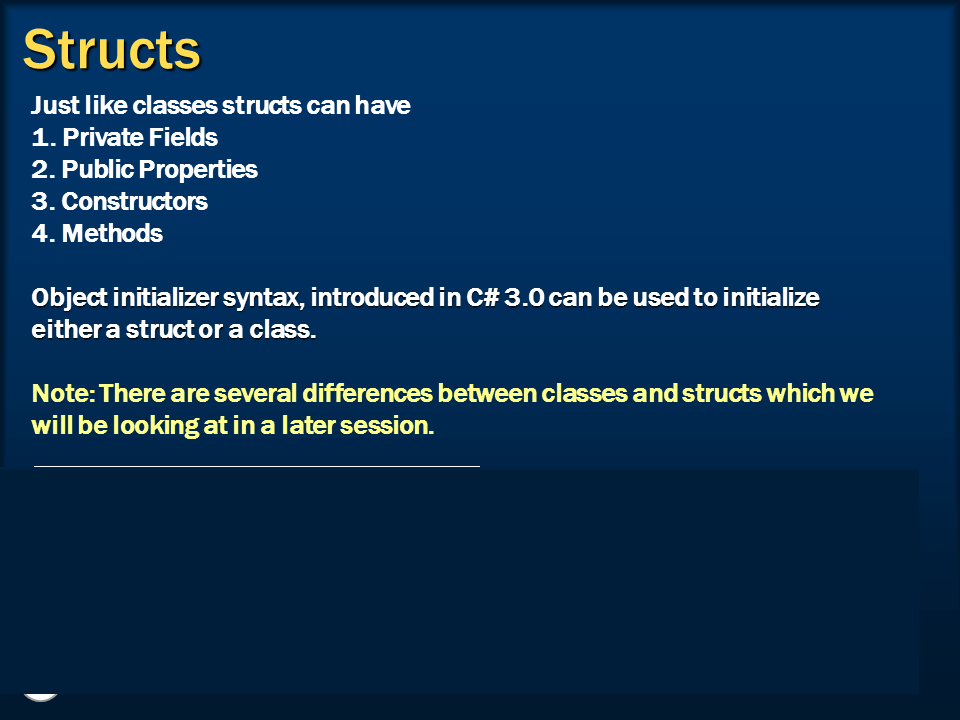 Structs
Just like classes structs can have
1. Private Fields
2. Public Properties
3. Constructors
4. Methods
Object initializer syntax, introduced in C# 3.0 can be used to initialize
either a struct or a class.
Note: There are several differences between classes and structs which we
will be looking at in a later session.